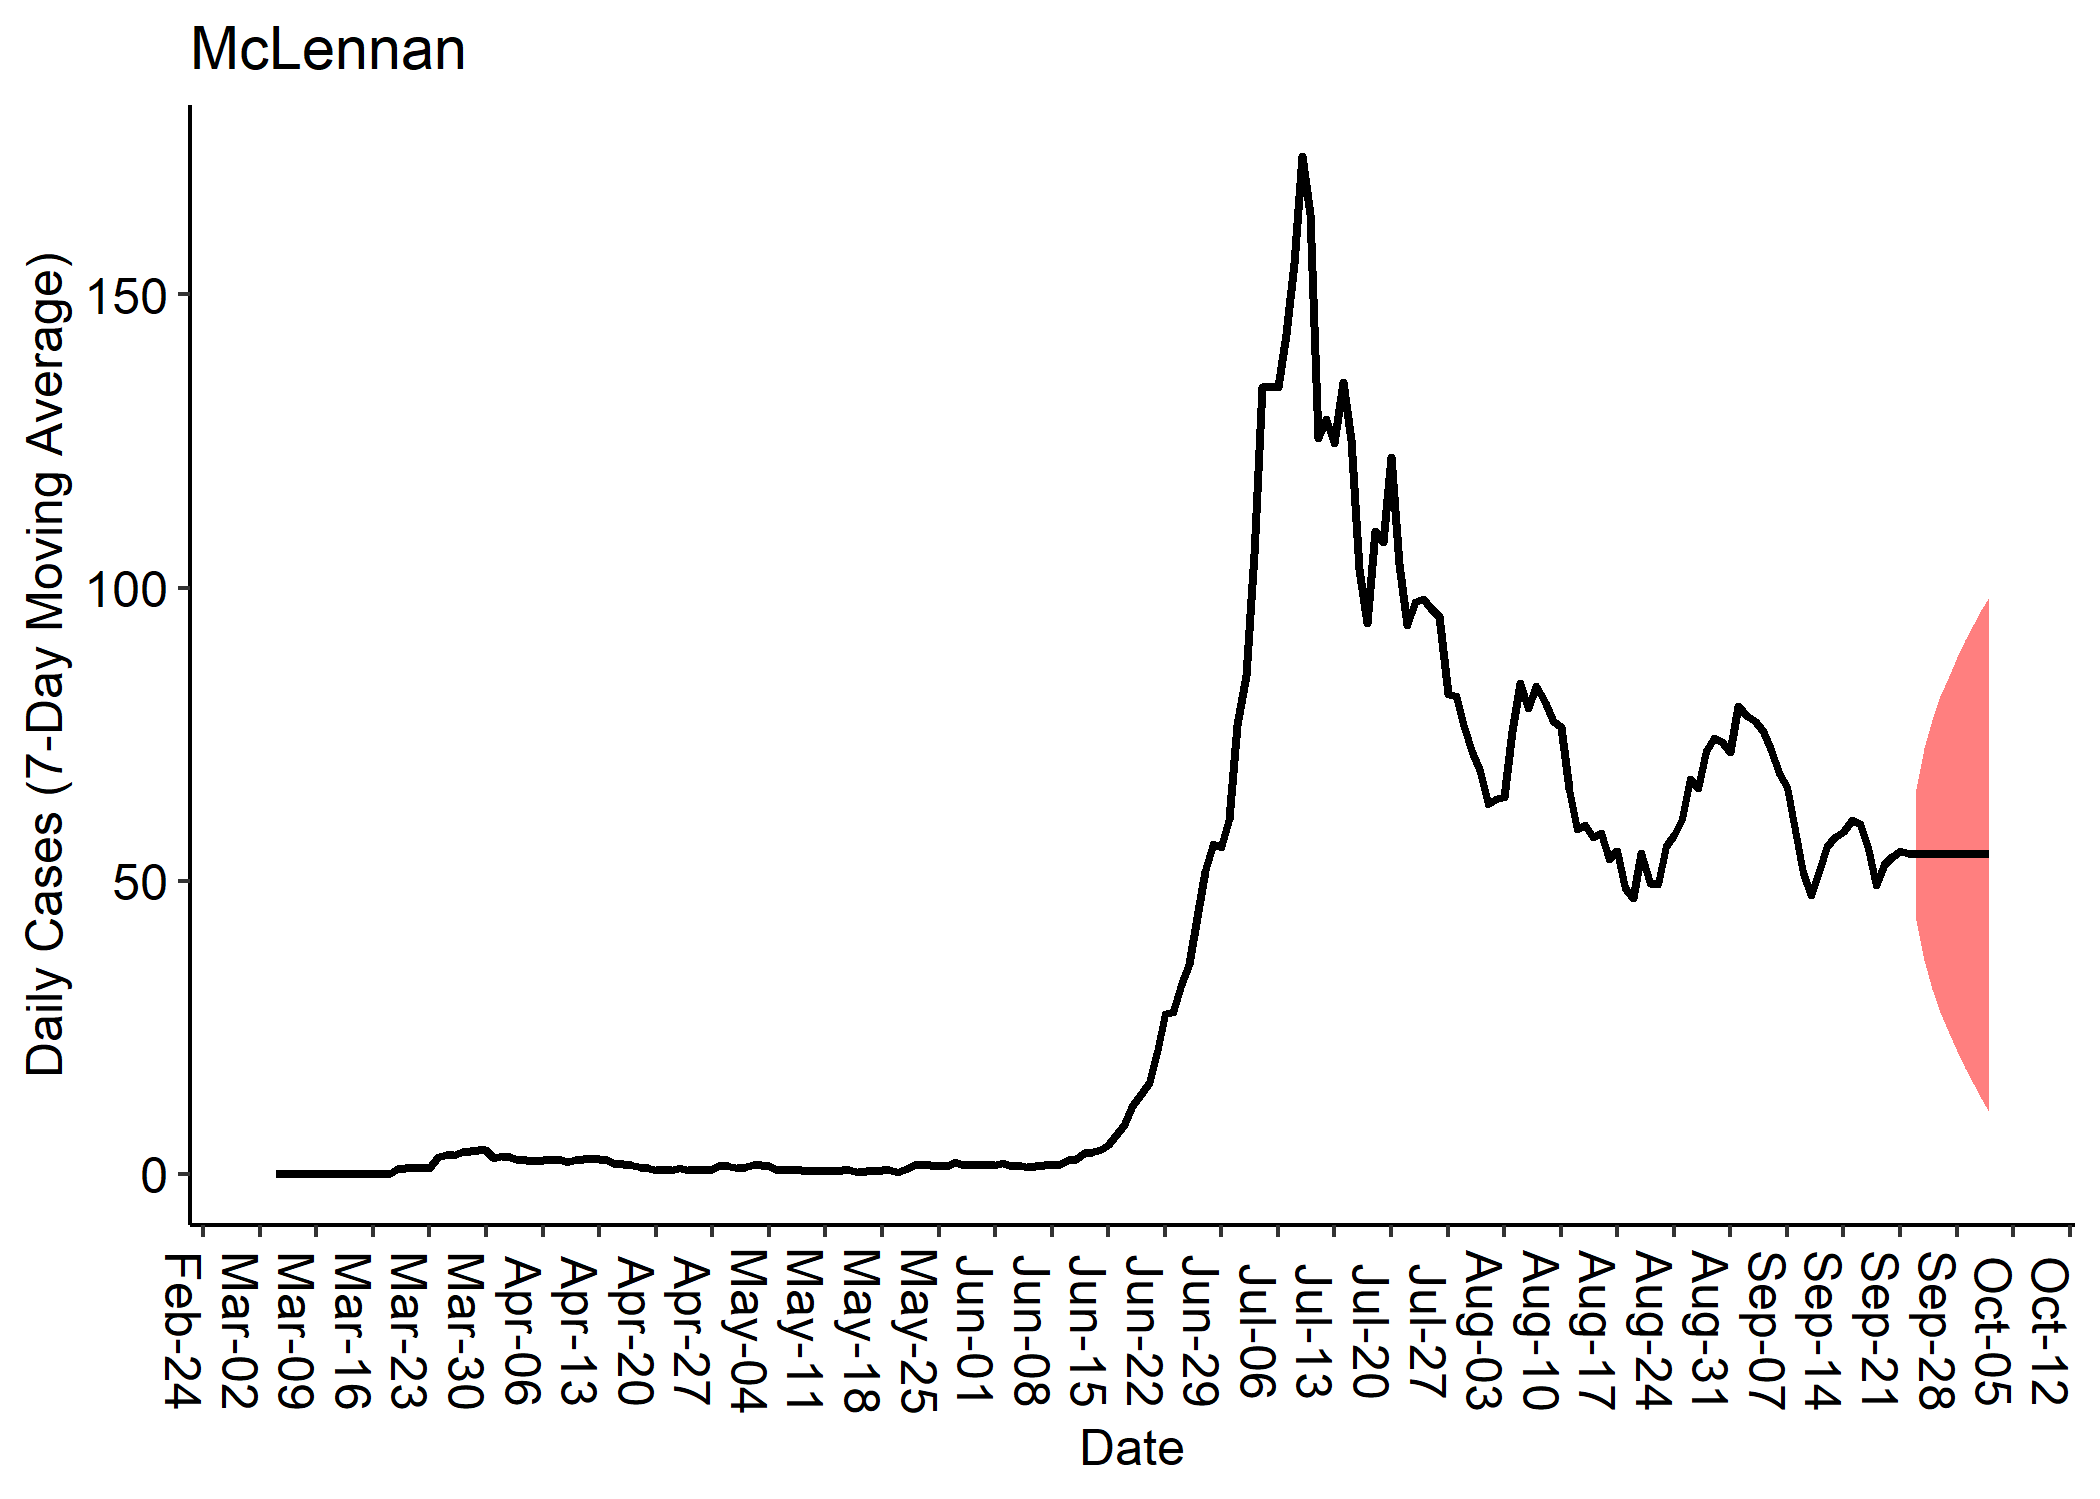 McLennan
Daily Cases (7-Day Moving Average)
150
100
50
0
Feb-24
Mar-02
Mar-09
Mar-16
Mar-23
Mar-30
Apr-06
Apr-13
Apr-20
Apr-27
May-04
May-11
May-18
May-25
Jun-01
Jun-08
Jun-15
Jun-22
Jun-29
Jul-06
Jul-13
Jul-20
Jul-27
Aug-03
Aug-10
Aug-17
Aug-24
Aug-31
Sep-07
Sep-14
Sep-21
Sep-28
Oct-05
Oct-12
Date